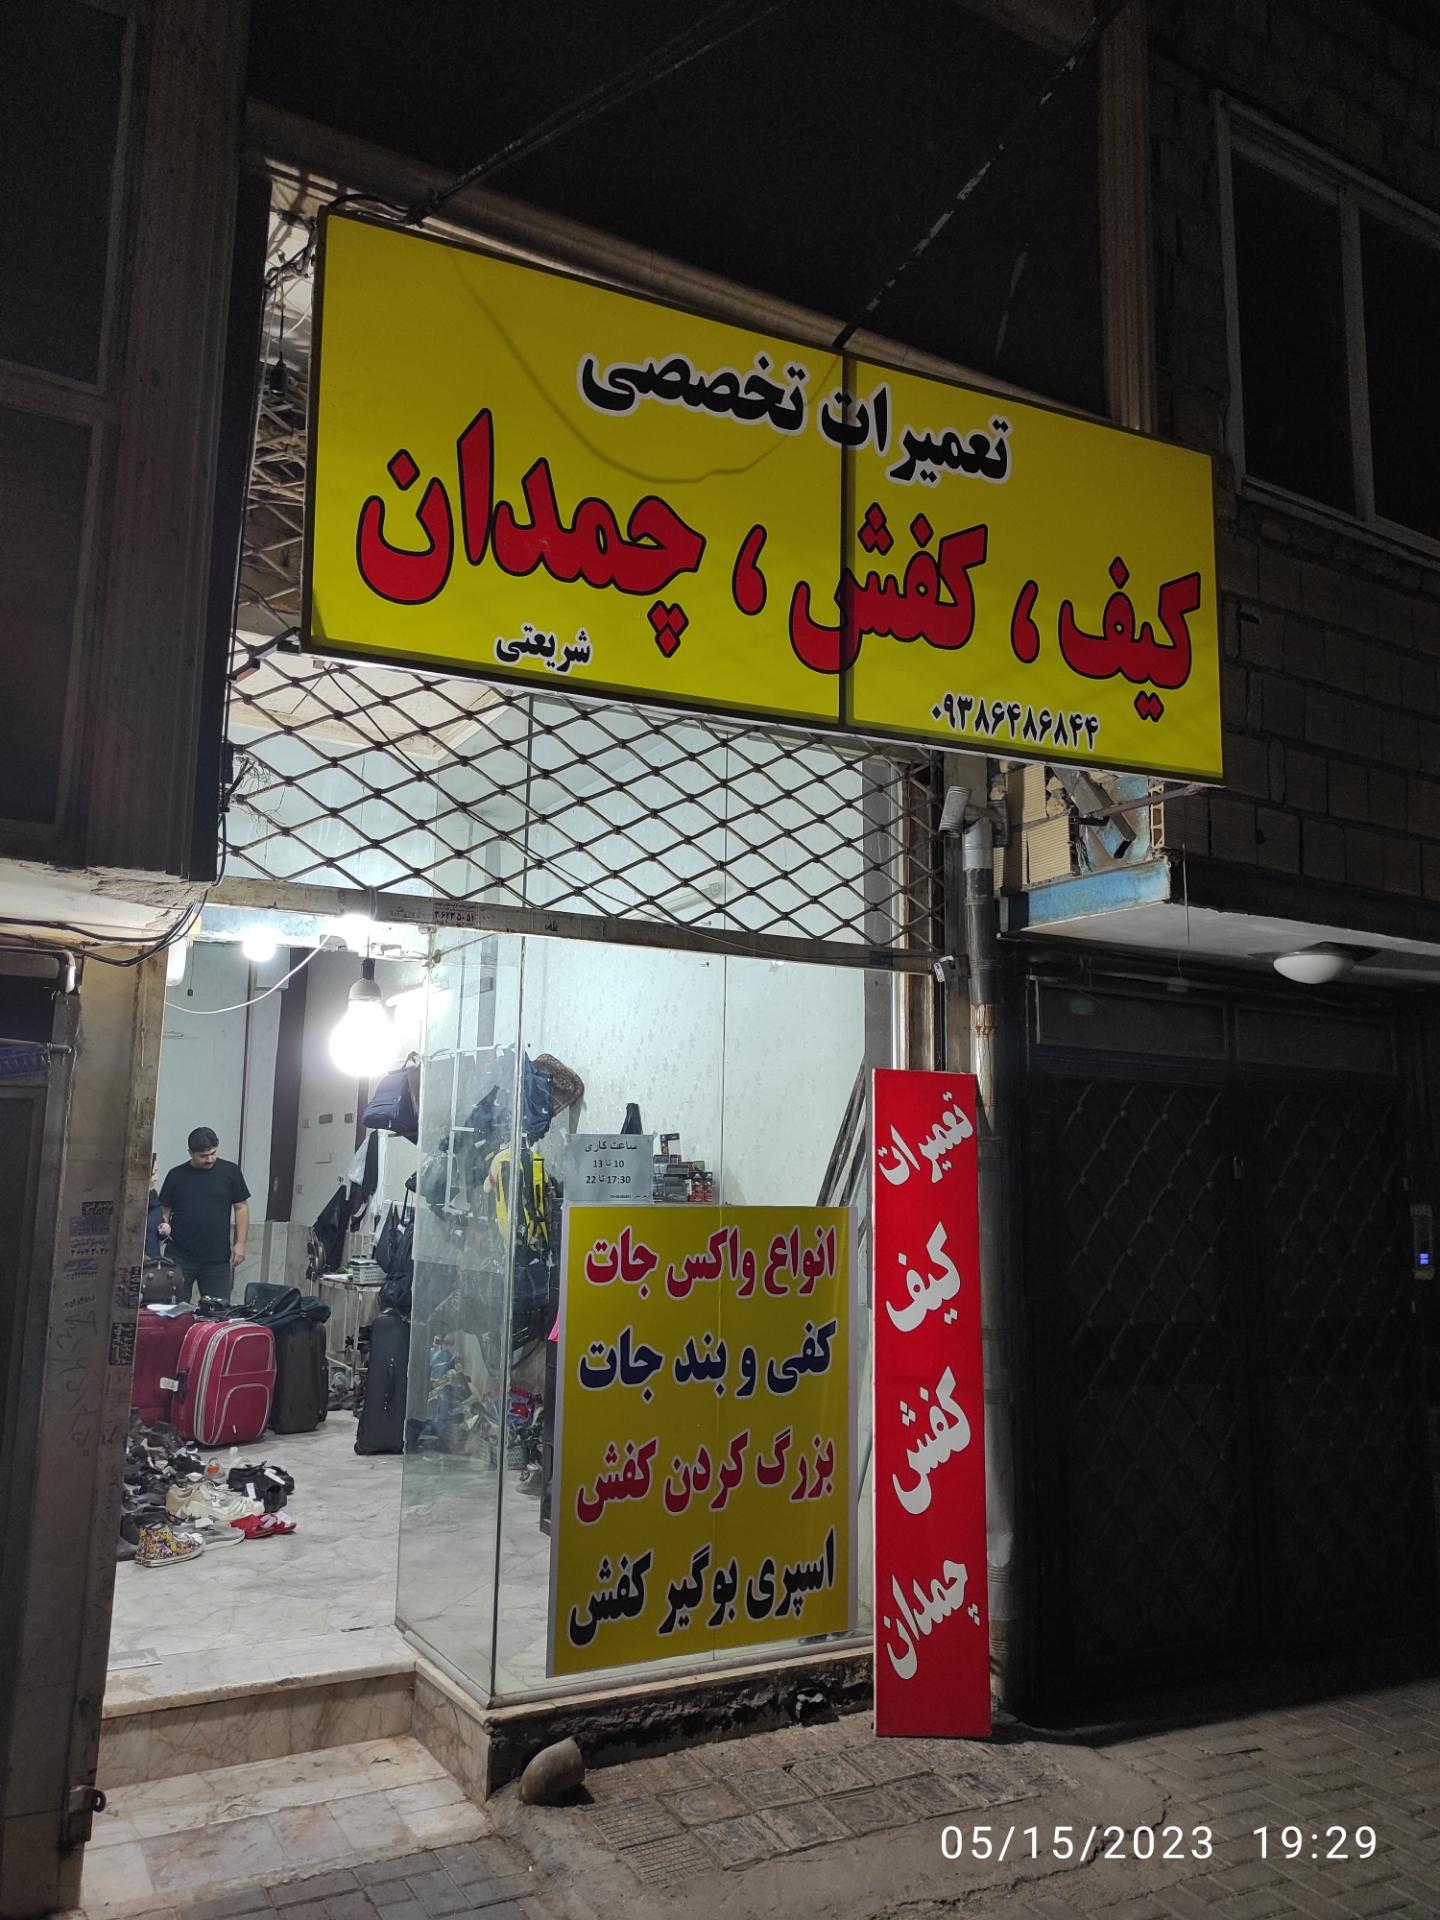 تعمیرات تخصصی
کیف ، کفش ، چمدان
شریعتی
۰۹۳۸۶۴۸۶۸۴۴
ساعت کاری
10 تا 13
17:30 تا 22
انواع واکس جات
کفی و بند جات
بزرگ کردن کفش
اسپری بوگیر کفش
تعمیرات
کیف
کفش
چمدان
05/15/2023 19:29